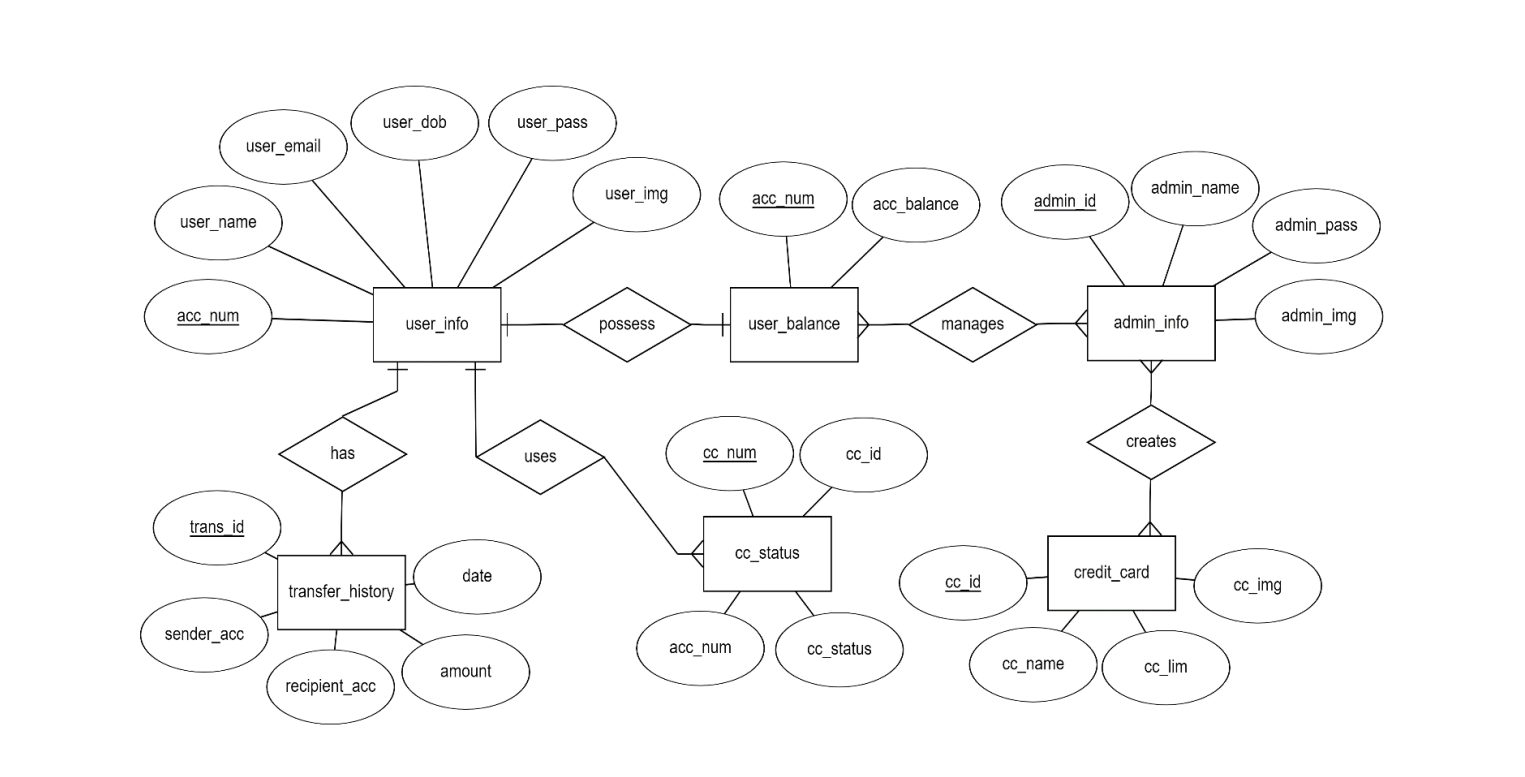 user_dob
user_pass
user_email
user_img
user_name
acc_num
user_info
possess
acc_num
acc_balance
user_balance
manages
admin_id
admin_name
admin_pass
admin_img
admin_info
has
uses
creates
trans_id
date
transfer_history
sender_acc
recipient_acc
amount
cc_num
cc_id
cc_status
acc_num
cc_status
credit_card
cc_id
cc_img
cc_name
cc_lim